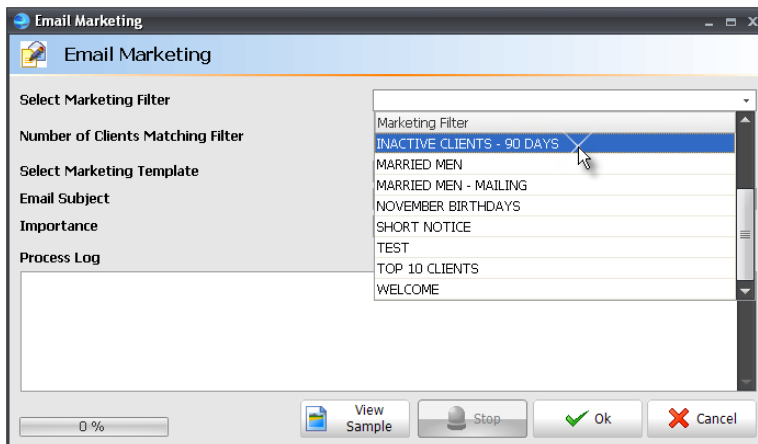 Email Marketing
Email Marketing
Select Marketing Filter
Marketing Filter
Number of Clients Matching Filter
INACTIVE CLIENTS - 90 DAYS
MARRIED MEN
Select Marketing Template
MARRIED MEN - MAILING
Email Subject
NOVEMBER BIRTHDAYS
Importance
SHORT NOTICE
TEST
Process Log
TOP 10 CLIENTS
WELCOME
0 %
View Sample
Stop
Ok
Cancel